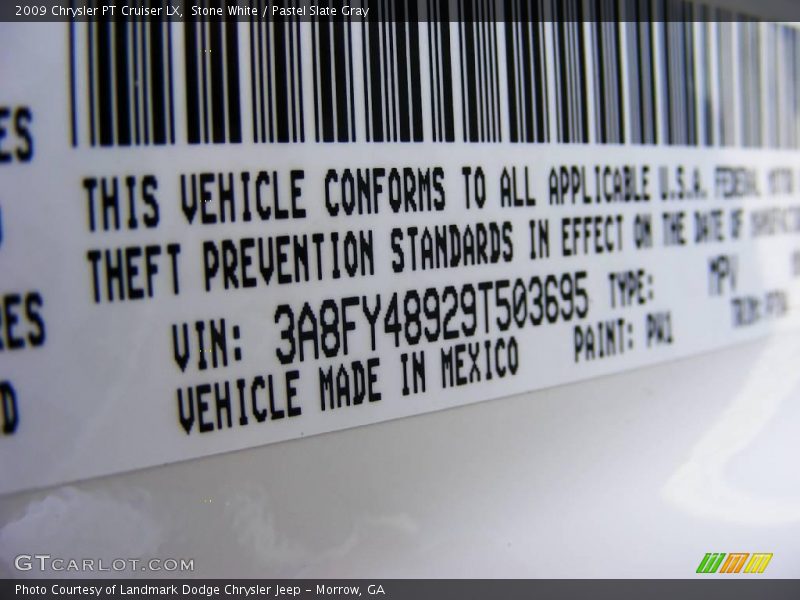 2009 Chrysler PT Cruiser LX, Stone White / Pastel Slate Gray
ES
THIS VEHICLE CONFORMS TO ALL APPLICABLE U.S.A. FEDERAL
THEFT PREVENTION STANDARDS IN EFFECT ON THE DATE OF
RES
VIN: 3A8FY48929T503695 TYPE: MPV
VEHICLE MADE IN MEXICO PAINT: PW1
D
GTCARLOT.COM
Photo Courtesy of Landmark Dodge Chrysler Jeep - Morrow, GA